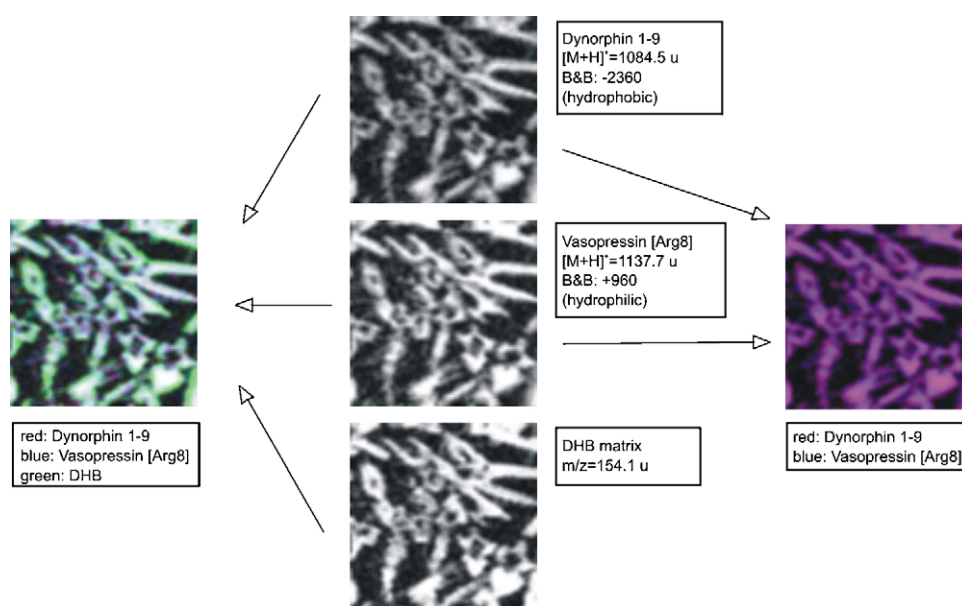 Dynorphin 1-9
[M+H]⁺=1084.5 u
B&B: -2360
(hydrophobic)
Vasopressin [Arg8]
[M+H]⁺=1137.7 u
B&B: +960
(hydrophilic)
red: Dynorphin 1-9
blue: Vasopressin [Arg8]
green: DHB
DHB matrix
m/z=154.1 u
red: Dynorphin 1-9
blue: Vasopressin [Arg8]